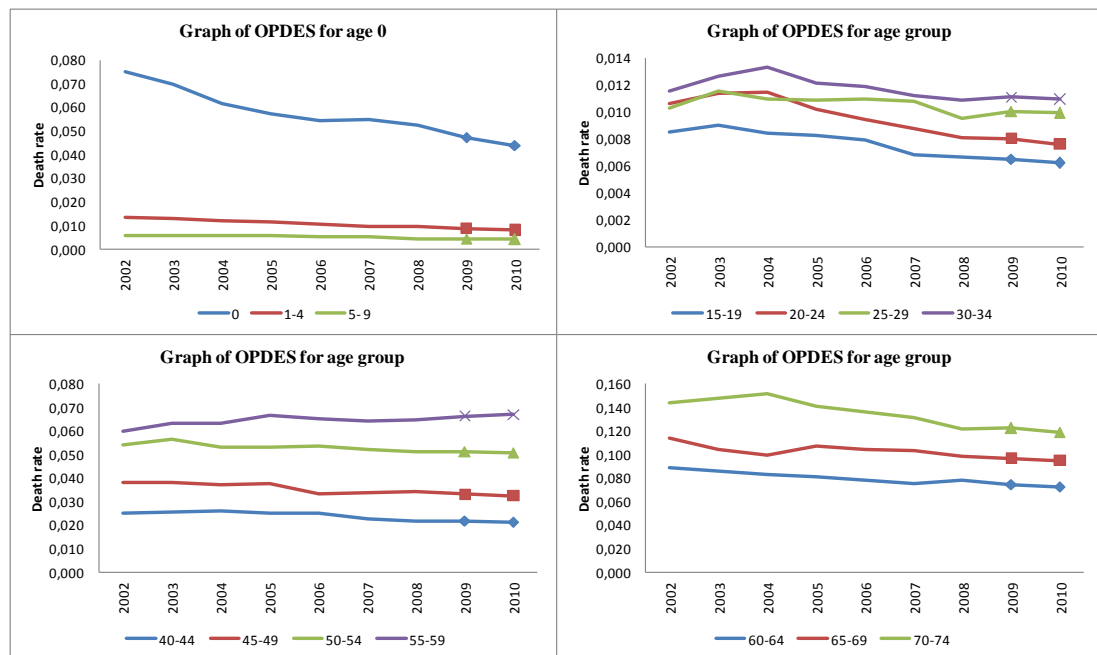 Graph of OPDES for age 0
Death rate
0,080
0,070
0,060
0,050
0,040
0,030
0,020
0,010
0,000
2002 2003 2004 2005 2006 2007 2008 2009 2010
0 1-4 5- 9
Graph of OPDES for age group
Death rate
0,014
0,012
0,010
0,008
0,006
0,004
0,002
0,000
2002 2003 2004 2005 2006 2007 2008 2009 2010
15-19 20-24 25-29 30-34
Graph of OPDES for age group
Death rate
0,080
0,070
0,060
0,050
0,040
0,030
0,020
0,010
0,000
2002 2003 2004 2005 2006 2007 2008 2009 2010
40-44 45-49 50-54 55-59
Graph of OPDES for age group
Death rate
0,160
0,140
0,120
0,100
0,080
0,060
0,040
0,020
0,000
2002 2003 2004 2005 2006 2007 2008 2009 2010
60-64 65-69 70-74